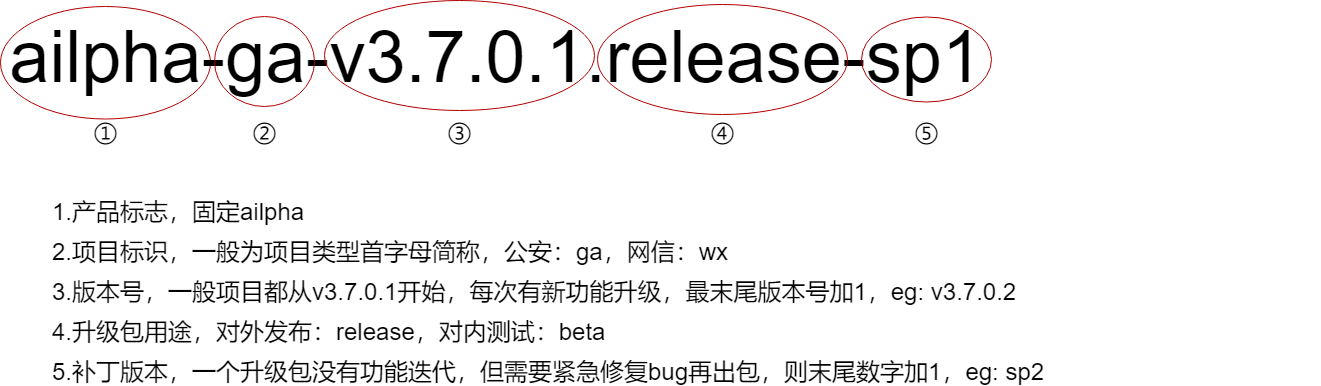 ailpha-ga-v3.7.0.1.release-sp1
① ② ③ ④ ⑤
1.产品标志，固定ailpha
2.项目标识，一般为项目类型首字母简称，公安：ga，网信：wx
3.版本号，一般项目都从v3.7.0.1开始，每次有新功能升级，最末尾版本号加1，eg: v3.7.0.2
4.升级包用途，对外发布：release，对内测试：beta
5.补丁版本，一个升级包没有功能迭代，但需要紧急修复bug再出包，则末尾数字加1，eg: sp2